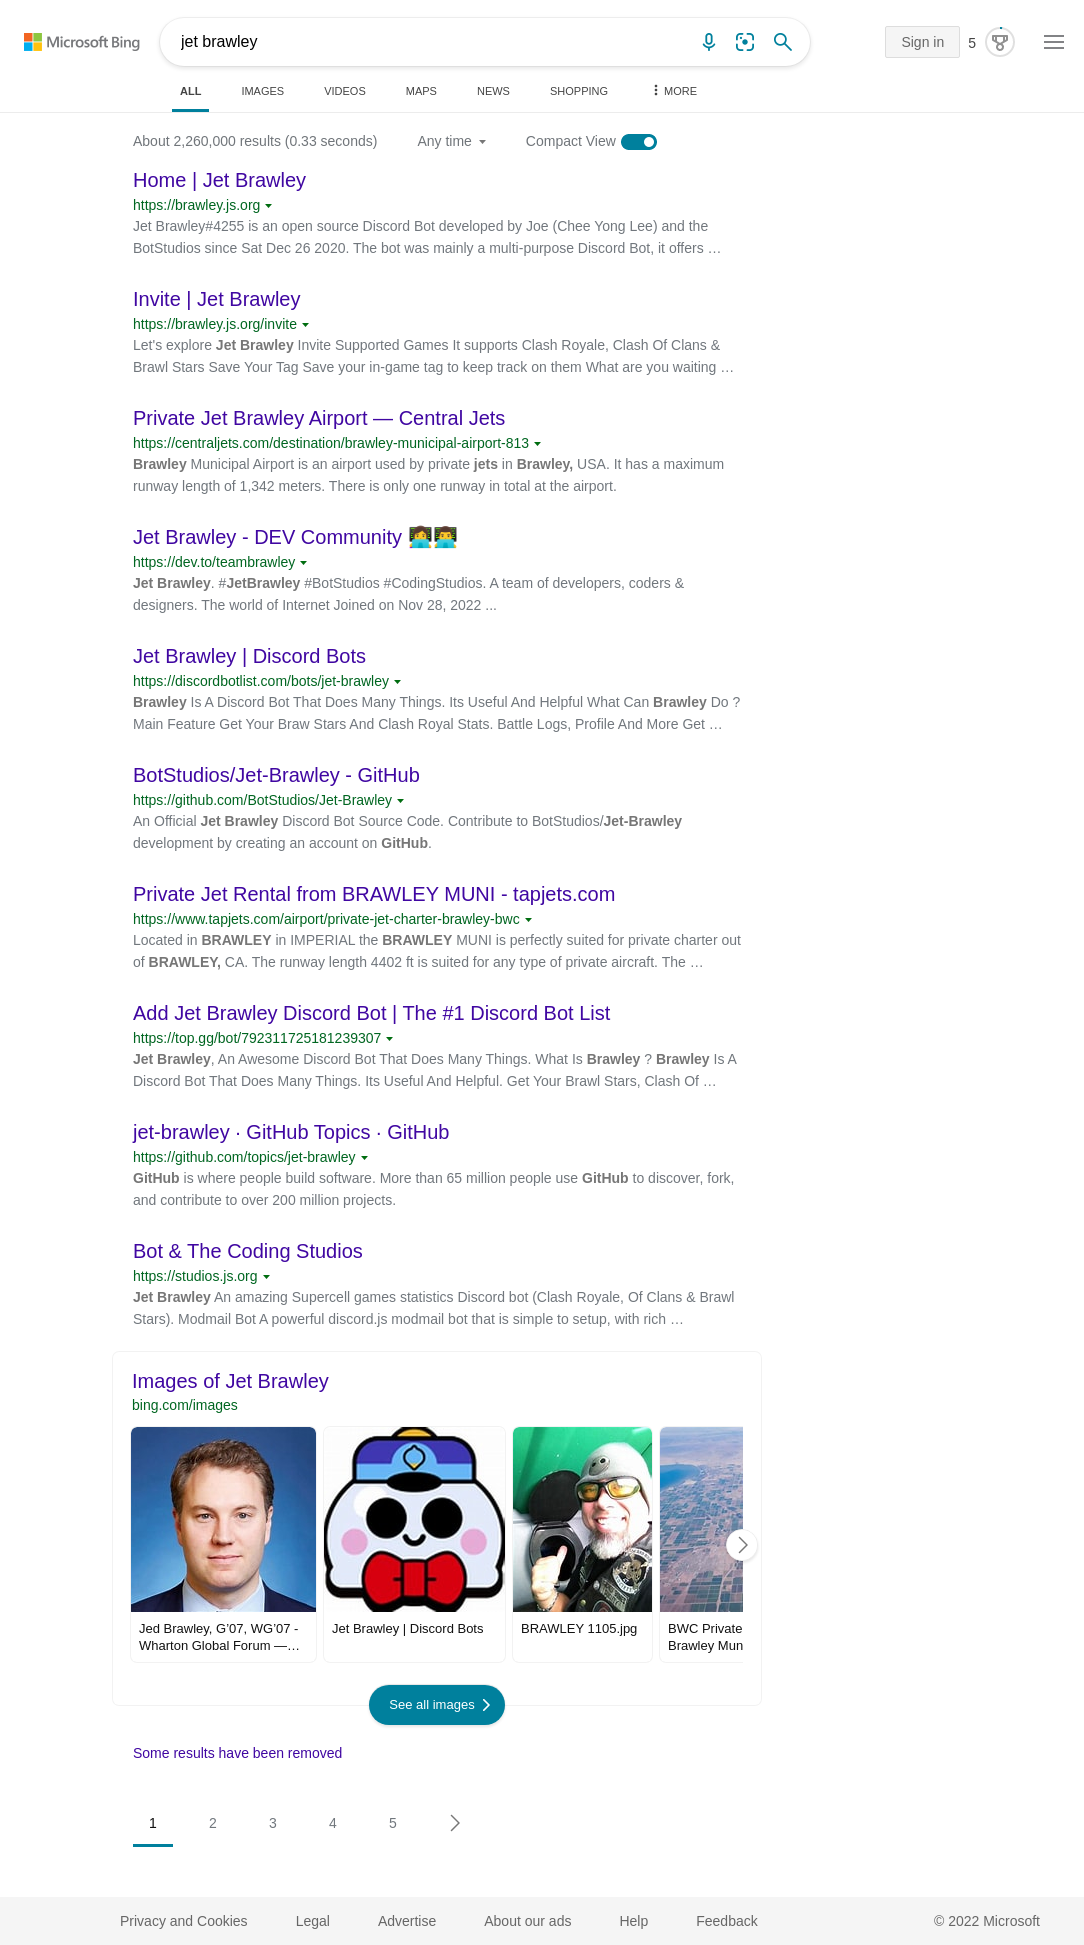 Microsoft Bing
jet brawley
Sign in
5
ALL IMAGES VIDEOS MAPS NEWS SHOPPING MORE
About 2,260,000 results (0.33 seconds) Any time Compact View
Home | Jet Brawley
https://brawley.js.org
Jet Brawley#4255 is an open source Discord Bot developed by Joe (Chee Yong Lee) and the
BotStudios since Sat Dec 26 2020. The bot was mainly a multi-purpose Discord Bot, it offers …
Invite | Jet Brawley
https://brawley.js.org/invite
Let's explore Jet Brawley Invite Supported Games It supports Clash Royale, Clash Of Clans &
Brawl Stars Save Your Tag Save your in-game tag to keep track on them What are you waiting …
Private Jet Brawley Airport — Central Jets
https://centraljets.com/destination/brawley-municipal-airport-813
Brawley Municipal Airport is an airport used by private jets in Brawley, USA. It has a maximum
runway length of 1,342 meters. There is only one runway in total at the airport.
Jet Brawley - DEV Community 👩‍💻👨‍💻
https://dev.to/teambrawley
Jet Brawley. #JetBrawley #BotStudios #CodingStudios. A team of developers, coders &
designers. The world of Internet Joined on Nov 28, 2022 ...
Jet Brawley | Discord Bots
https://discordbotlist.com/bots/jet-brawley
Brawley Is A Discord Bot That Does Many Things. Its Useful And Helpful What Can Brawley Do ?
Main Feature Get Your Braw Stars And Clash Royal Stats. Battle Logs, Profile And More Get …
BotStudios/Jet-Brawley - GitHub
https://github.com/BotStudios/Jet-Brawley
An Official Jet Brawley Discord Bot Source Code. Contribute to BotStudios/Jet-Brawley
development by creating an account on GitHub.
Private Jet Rental from BRAWLEY MUNI - tapjets.com
https://www.tapjets.com/airport/private-jet-charter-brawley-bwc
Located in BRAWLEY in IMPERIAL the BRAWLEY MUNI is perfectly suited for private charter out
of BRAWLEY, CA. The runway length 4402 ft is suited for any type of private aircraft. The …
Add Jet Brawley Discord Bot | The #1 Discord Bot List
https://top.gg/bot/792311725181239307
Jet Brawley, An Awesome Discord Bot That Does Many Things. What Is Brawley ? Brawley Is A
Discord Bot That Does Many Things. Its Useful And Helpful. Get Your Brawl Stars, Clash Of …
jet-brawley · GitHub Topics · GitHub
https://github.com/topics/jet-brawley
GitHub is where people build software. More than 65 million people use GitHub to discover, fork,
and contribute to over 200 million projects.
Bot & The Coding Studios
https://studios.js.org
Jet Brawley An amazing Supercell games statistics Discord bot (Clash Royale, Of Clans & Brawl
Stars). Modmail Bot A powerful discord.js modmail bot that is simple to setup, with rich …
Images of Jet Brawley
bing.com/images
Jed Brawley, G'07, WG'07 -
Wharton Global Forum —…
Jet Brawley | Discord Bots
BRAWLEY 1105.jpg
BWC Private
Brawley Mun
See all images
Some results have been removed
1 2 3 4 5
Privacy and Cookies Legal Advertise About our ads Help Feedback © 2022 Microsoft